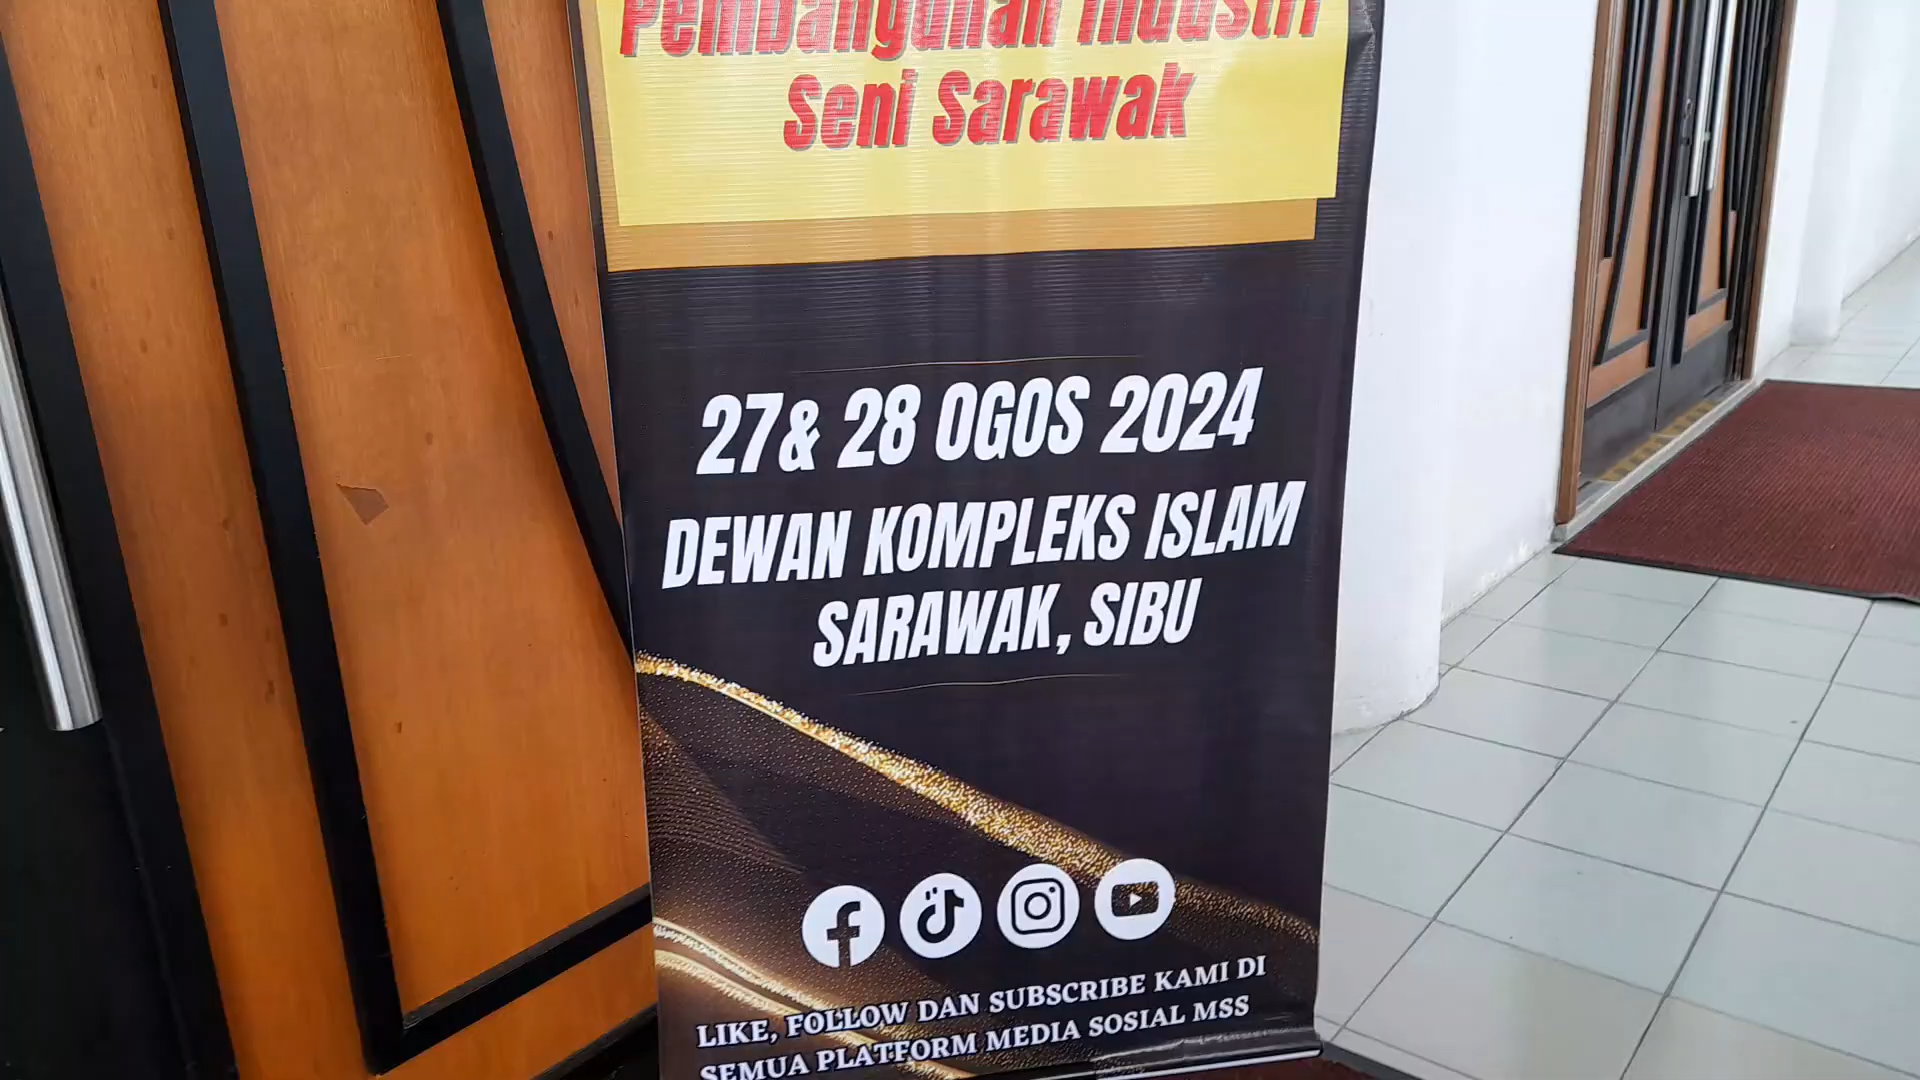 Pembangunan Industri
Seni Sarawak
27& 28 OGOS 2024
DEWAN KOMPLEKS ISLAM
SARAWAK, SIBU
LIKE, FOLLOW DAN SUBSCRIBE KAMI DI
SEMUA PLATFORM MEDIA SOSIAL MSS